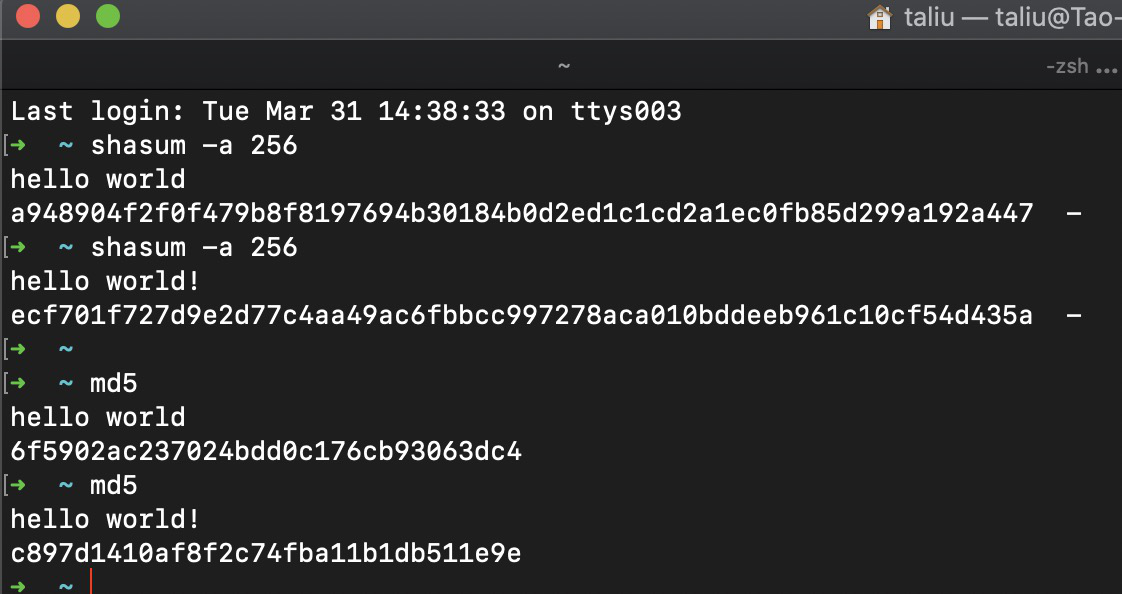 taliu — taliu@Tao-
~
-zsh ...
Last login: Tue Mar 31 14:38:33 on ttys003
[➜ ~ shasum -a 256
hello world
a948904f2f0f479b8f8197694b30184b0d2ed1c1cd2a1ec0fb85d299a192a447 -
[➜ ~ shasum -a 256
hello world!
ecf701f727d9e2d77c4aa49ac6fbbcc997278aca010bddeeb961c10cf54d435a -
[➜ ~
[➜ ~ md5
hello world
6f5902ac237024bdd0c176cb93063dc4
[➜ ~ md5
hello world!
c897d1410af8f2c74fba11b1db511e9e
➜ ~